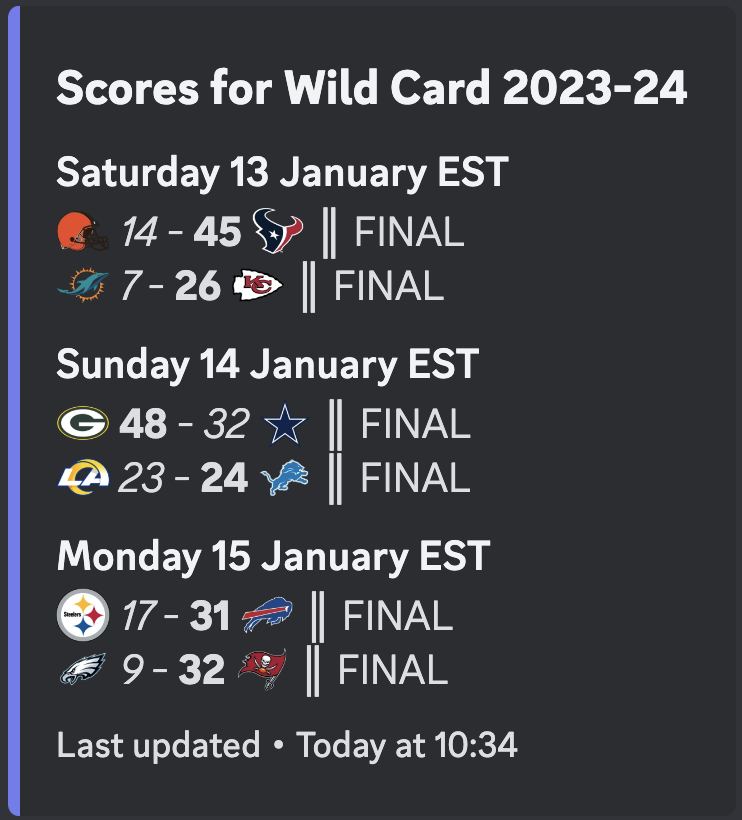 Scores for Wild Card 2023-24
Saturday 13 January EST
14 - 45 || FINAL
7 - 26 || FINAL
Sunday 14 January EST
48 - 32 || FINAL
23 - 24 || FINAL
Monday 15 January EST
Steelers 17 - 31 || FINAL
9 - 32 || FINAL
Last updated • Today at 10:34